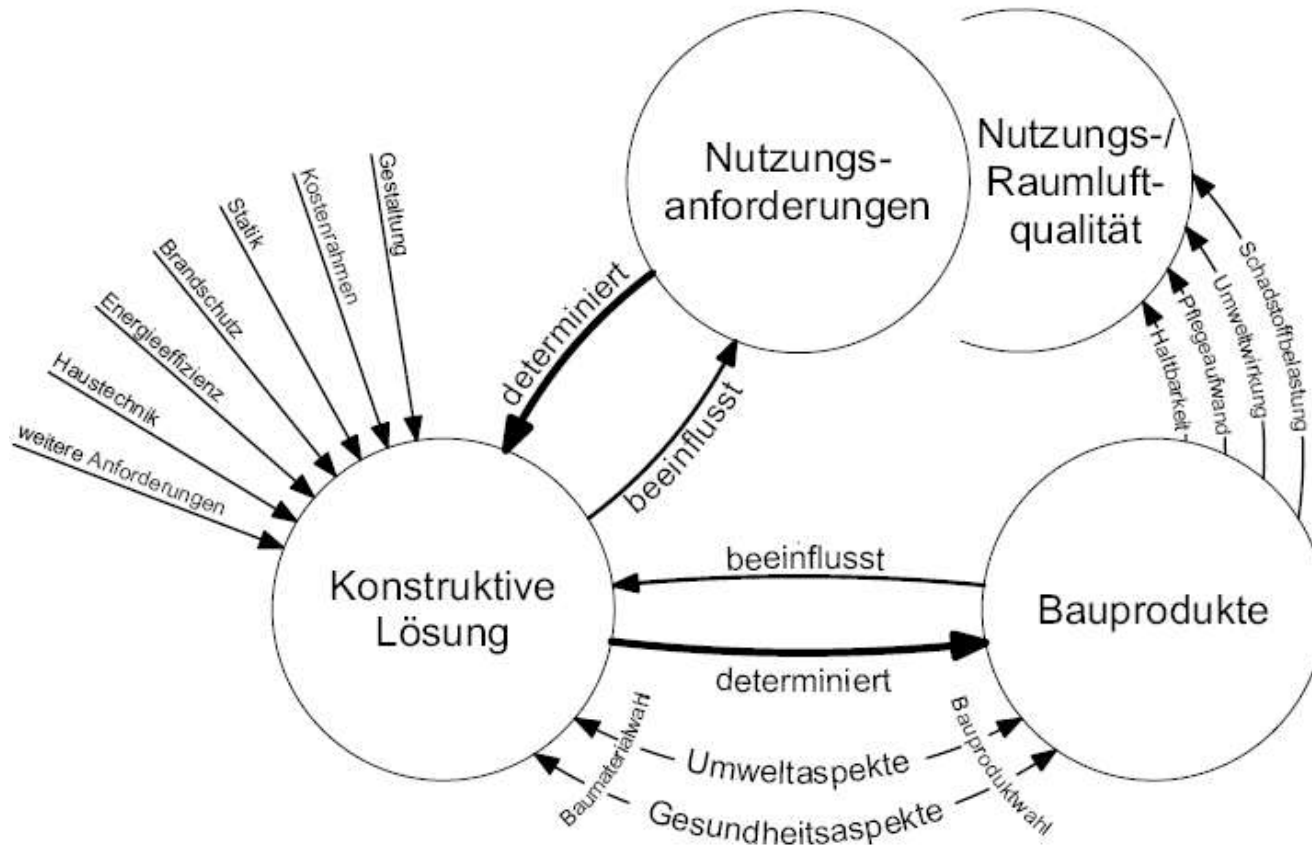 Nutzungs-
anforderungen
Nutzungs-/
Raumluft-
qualität
Gestaltung
Kostenrahmen
Statik
Brandschutz
Energieeffizienz
Haustechnik
weitere Anforderungen
determiniert
beeinflusst
Haltbarkeit
Pflegeaufwand
Umweltwirkung
Schadstoffbelastung
Konstruktive
Lösung
beeinflusst
determiniert
Bauprodukte
Baumaterialwahl
Umweltaspekte
Gesundheitsaspekte
Bauproduktwahl